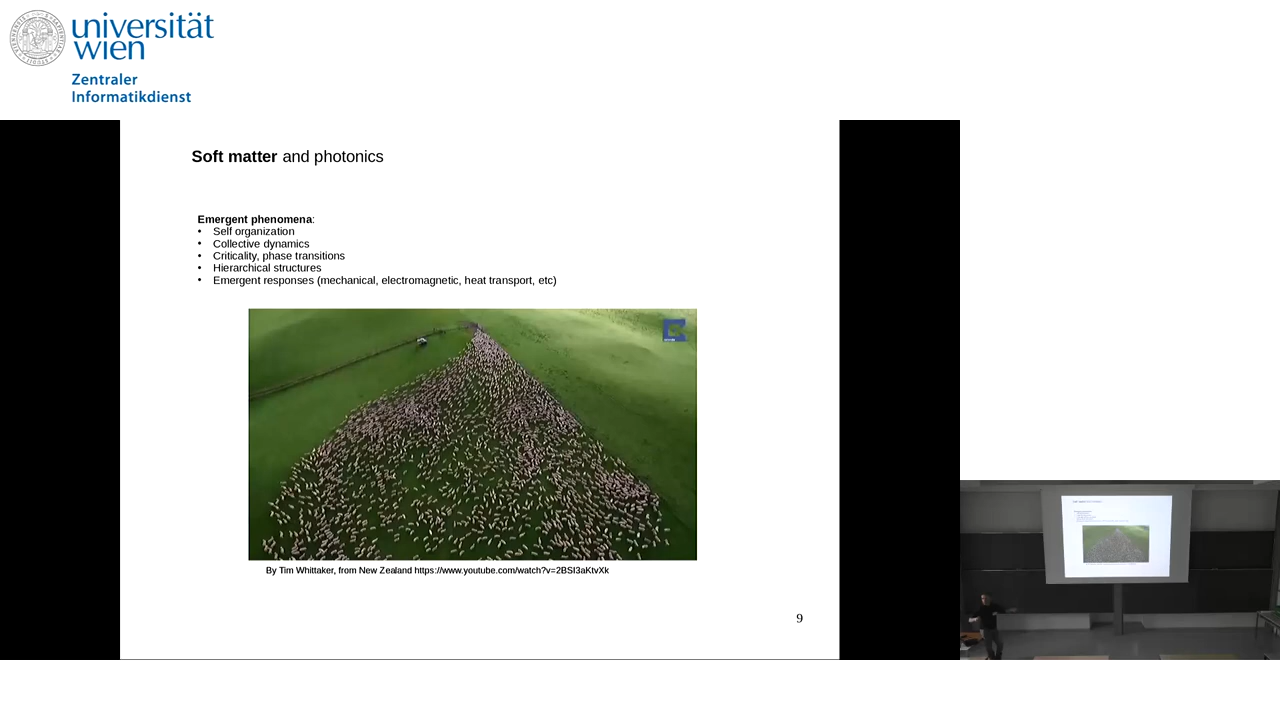 universität
wien
Zentraler
Informatikdienst
Soft matter and photonics
Emergent phenomena:
• Self organization
• Collective dynamics
• Criticality, phase transitions
• Hierarchical structures
• Emergent responses (mechanical, electromagnetic, heat transport, etc)
By Tim Whittaker, from New Zealand https://www.youtube.com/watch?v=2BSI3aKtvXk
9